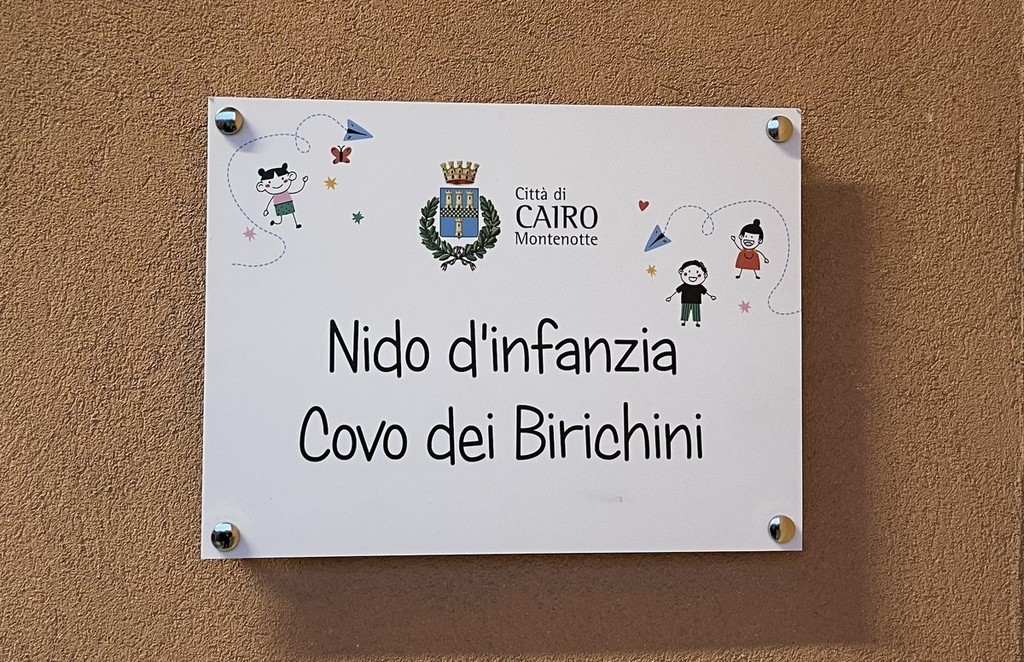 Città di
CAIRO
Montenotte
Nido d'infanzia
Covo dei Birichini